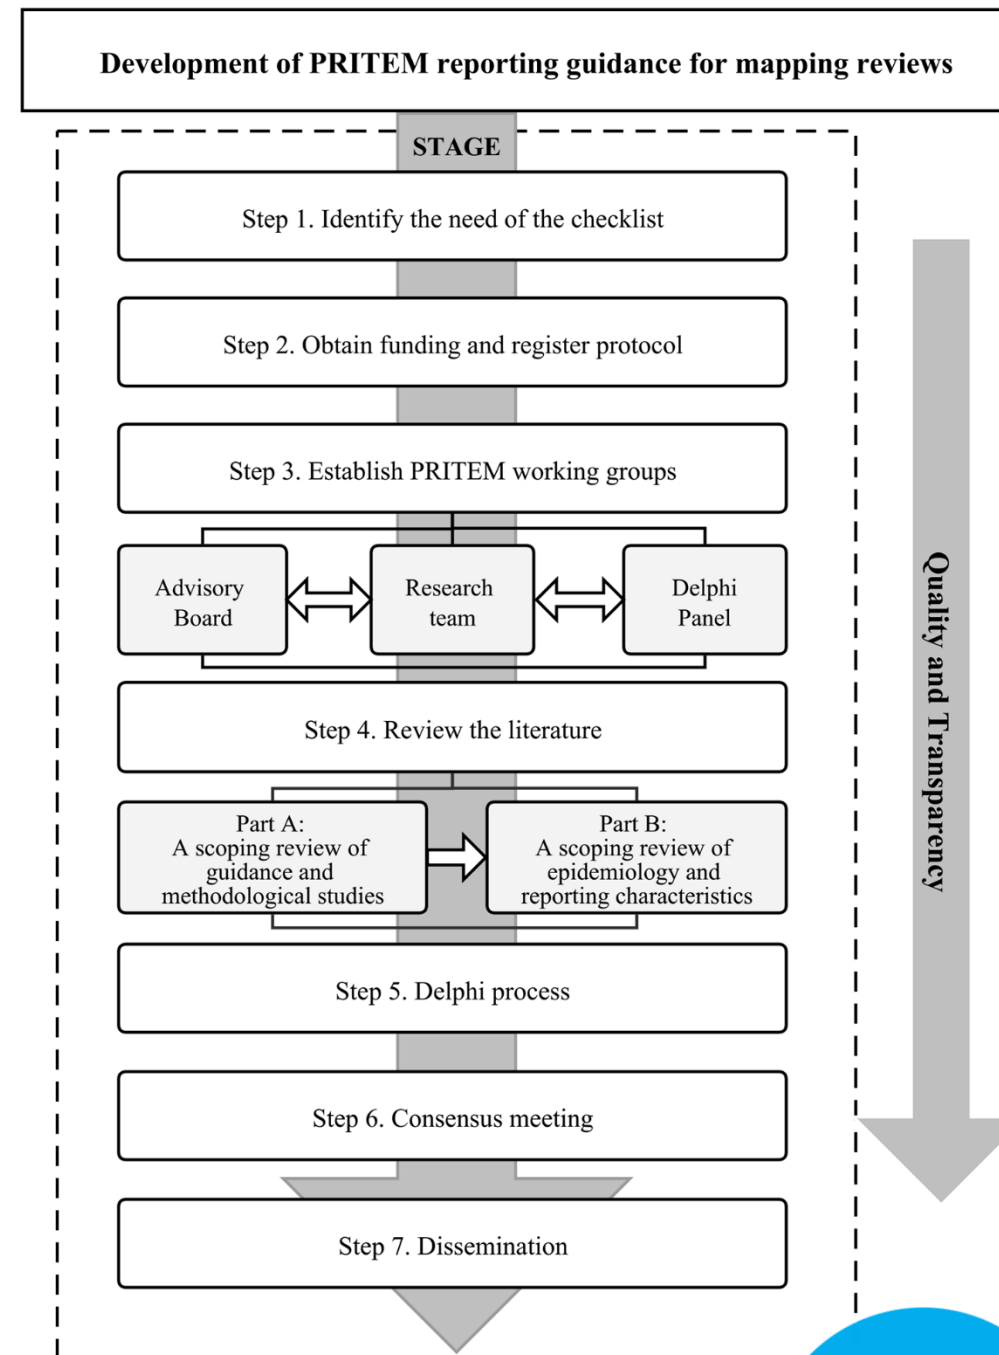 Development of PRITEM reporting guidance for mapping reviews
STAGE
Step 1. Identify the need of the checklist
Step 2. Obtain funding and register protocol
Step 3. Establish PRITEM working groups
Advisory
Board
Research
team
Delphi
Panel
Step 4. Review the literature
Part A:
A scoping review of
guidance and
methodological studies
Part B:
A scoping review of
epidemiology and
reporting characteristics
Step 5. Delphi process
Step 6. Consensus meeting
Step 7. Dissemination
Quality and Transparency